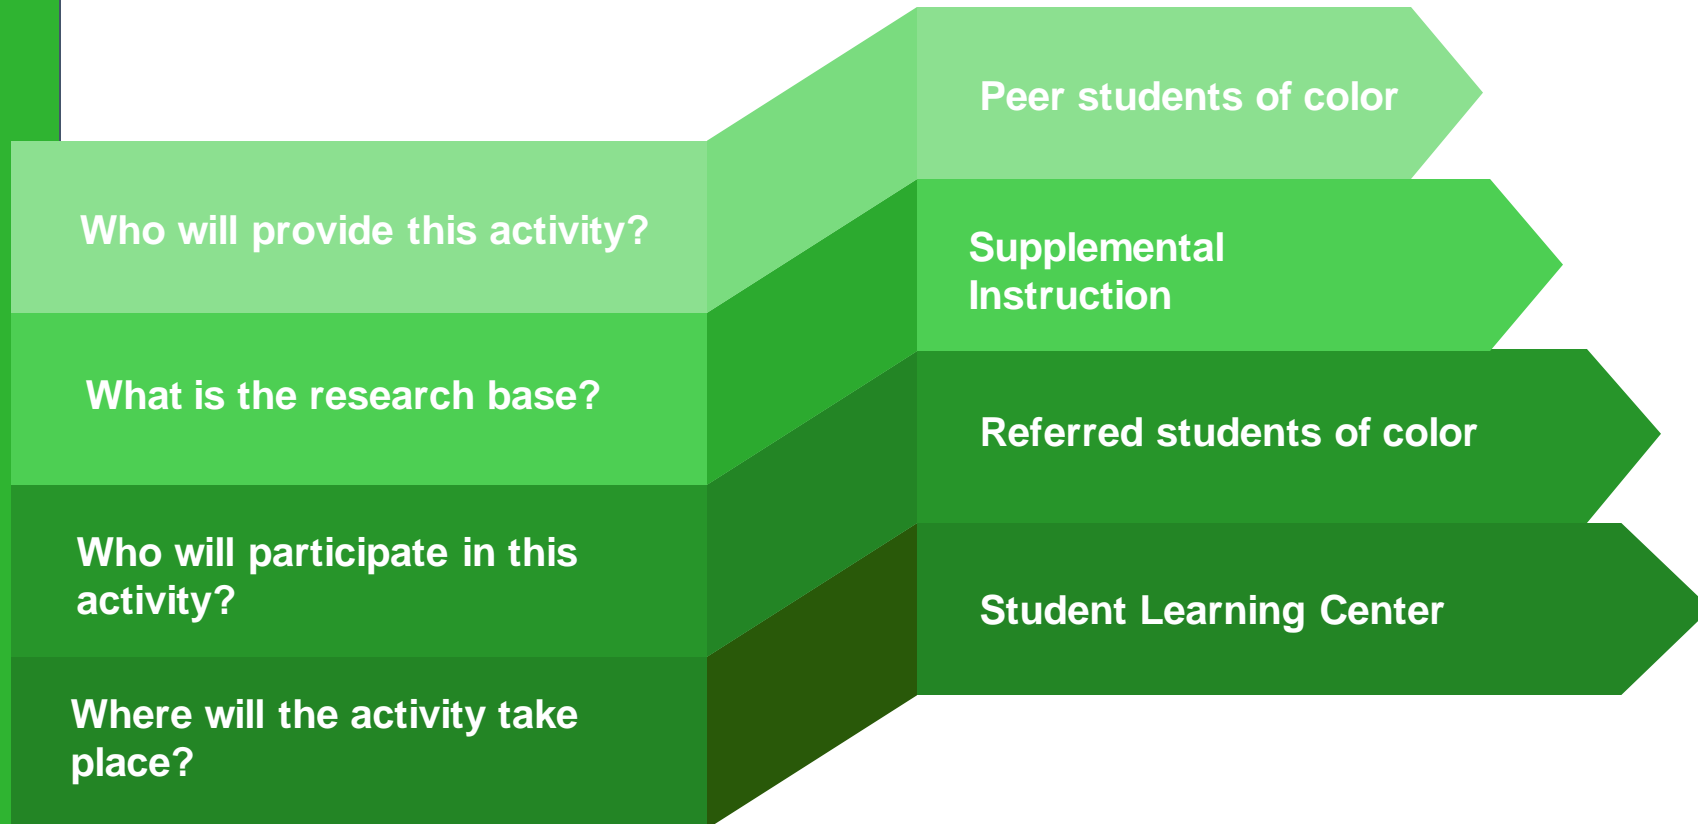 Who will provide this activity?
Peer students of color
What is the research base?
Supplemental
Instruction
Who will participate in this
activity?
Referred students of color
Where will the activity take
place?
Student Learning Center